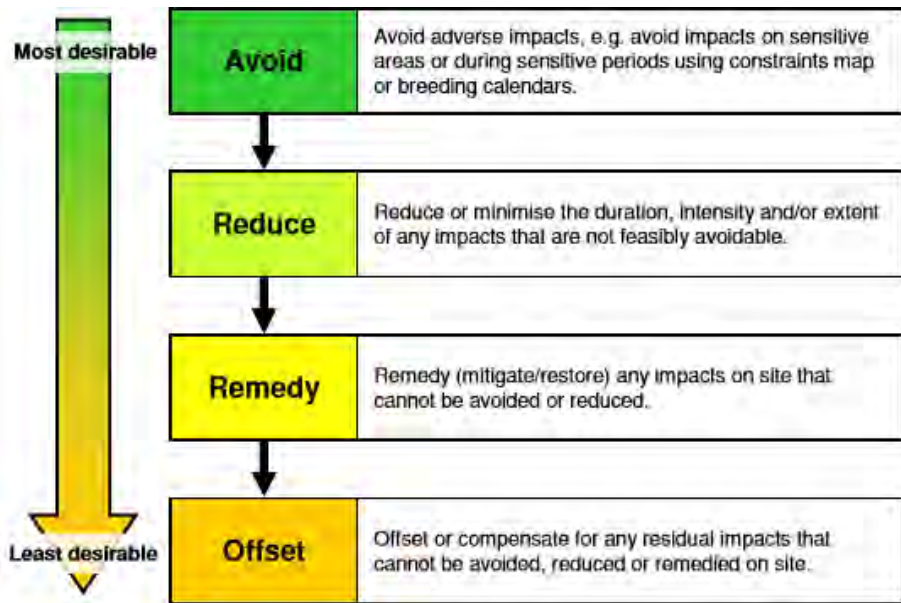 Most desirable
Avoid
Avoid adverse impacts, e.g. avoid impacts on sensitive
areas or during sensitive periods using constraints map
or breeding calendars.
Reduce
Reduce or minimise the duration, intensity and/or extent
of any impacts that are not feasibly avoidable.
Remedy
Remedy (mitigate/restore) any impacts on site that
cannot be avoided or reduced.
Least desirable
Offset
Offset or compensate for any residual impacts that
cannot be avoided, reduced or remedied on site.